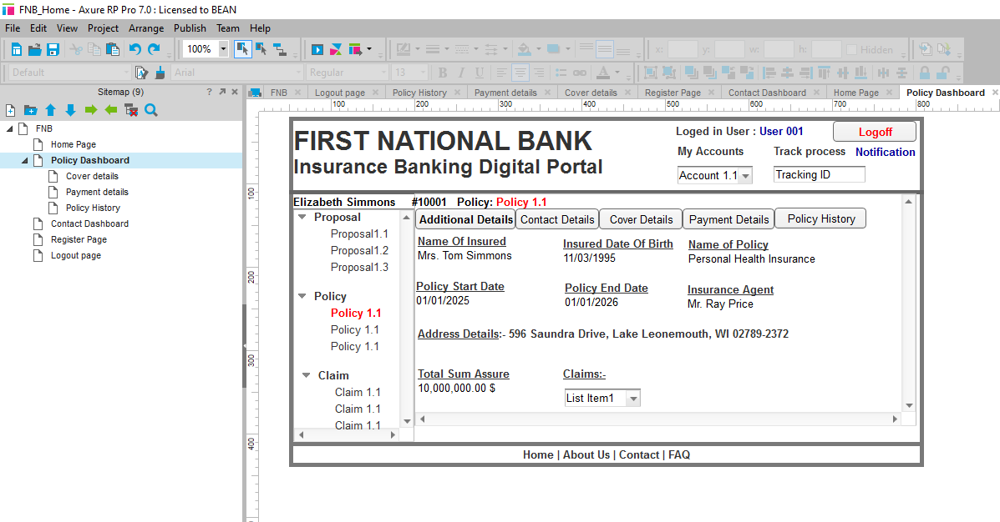 FNB_Home - Axure RP Pro 7.0 : Licensed to BEAN
File Edit View Project Arrange Publish Team Help
100% x: y: w: h: Hidden
Default Arial Regular 13 B I U A
Sitemap (9) ?
FNB Logout page Policy History Payment details Cover details Register Page Contact Dashboard Home Page Policy Dashboard
100 200 300 400 500 600 700 800
FNB
Home Page
Policy Dashboard
Cover details
Payment details
Policy History
Contact Dashboard
Register Page
Logout page
100
200
300
400
FIRST NATIONAL BANK
Insurance Banking Digital Portal
Loged in User : User 001 Logoff
My Accounts Track process Notification
Account 1.1 Tracking ID
Elizabeth Simmons #10001 Policy: Policy 1.1
Proposal
Proposal1.1
Proposal1.2
Proposal1.3
Policy
Policy 1.1
Policy 1.1
Policy 1.1
Claim
Claim 1.1
Claim 1.1
Claim 1.1
Additional Details Contact Details Cover Details Payment Details Policy History
Name Of Insured Insured Date Of Birth Name of Policy
Mrs. Tom Simmons 11/03/1995 Personal Health Insurance
Policy Start Date Policy End Date Insurance Agent
01/01/2025 01/01/2026 Mr. Ray Price
Address Details:- 596 Saundra Drive, Lake Leonemouth, WI 02789-2372
Total Sum Assure Claims:-
10,000,000.00 $
List Item1
Home | About Us | Contact | FAQ